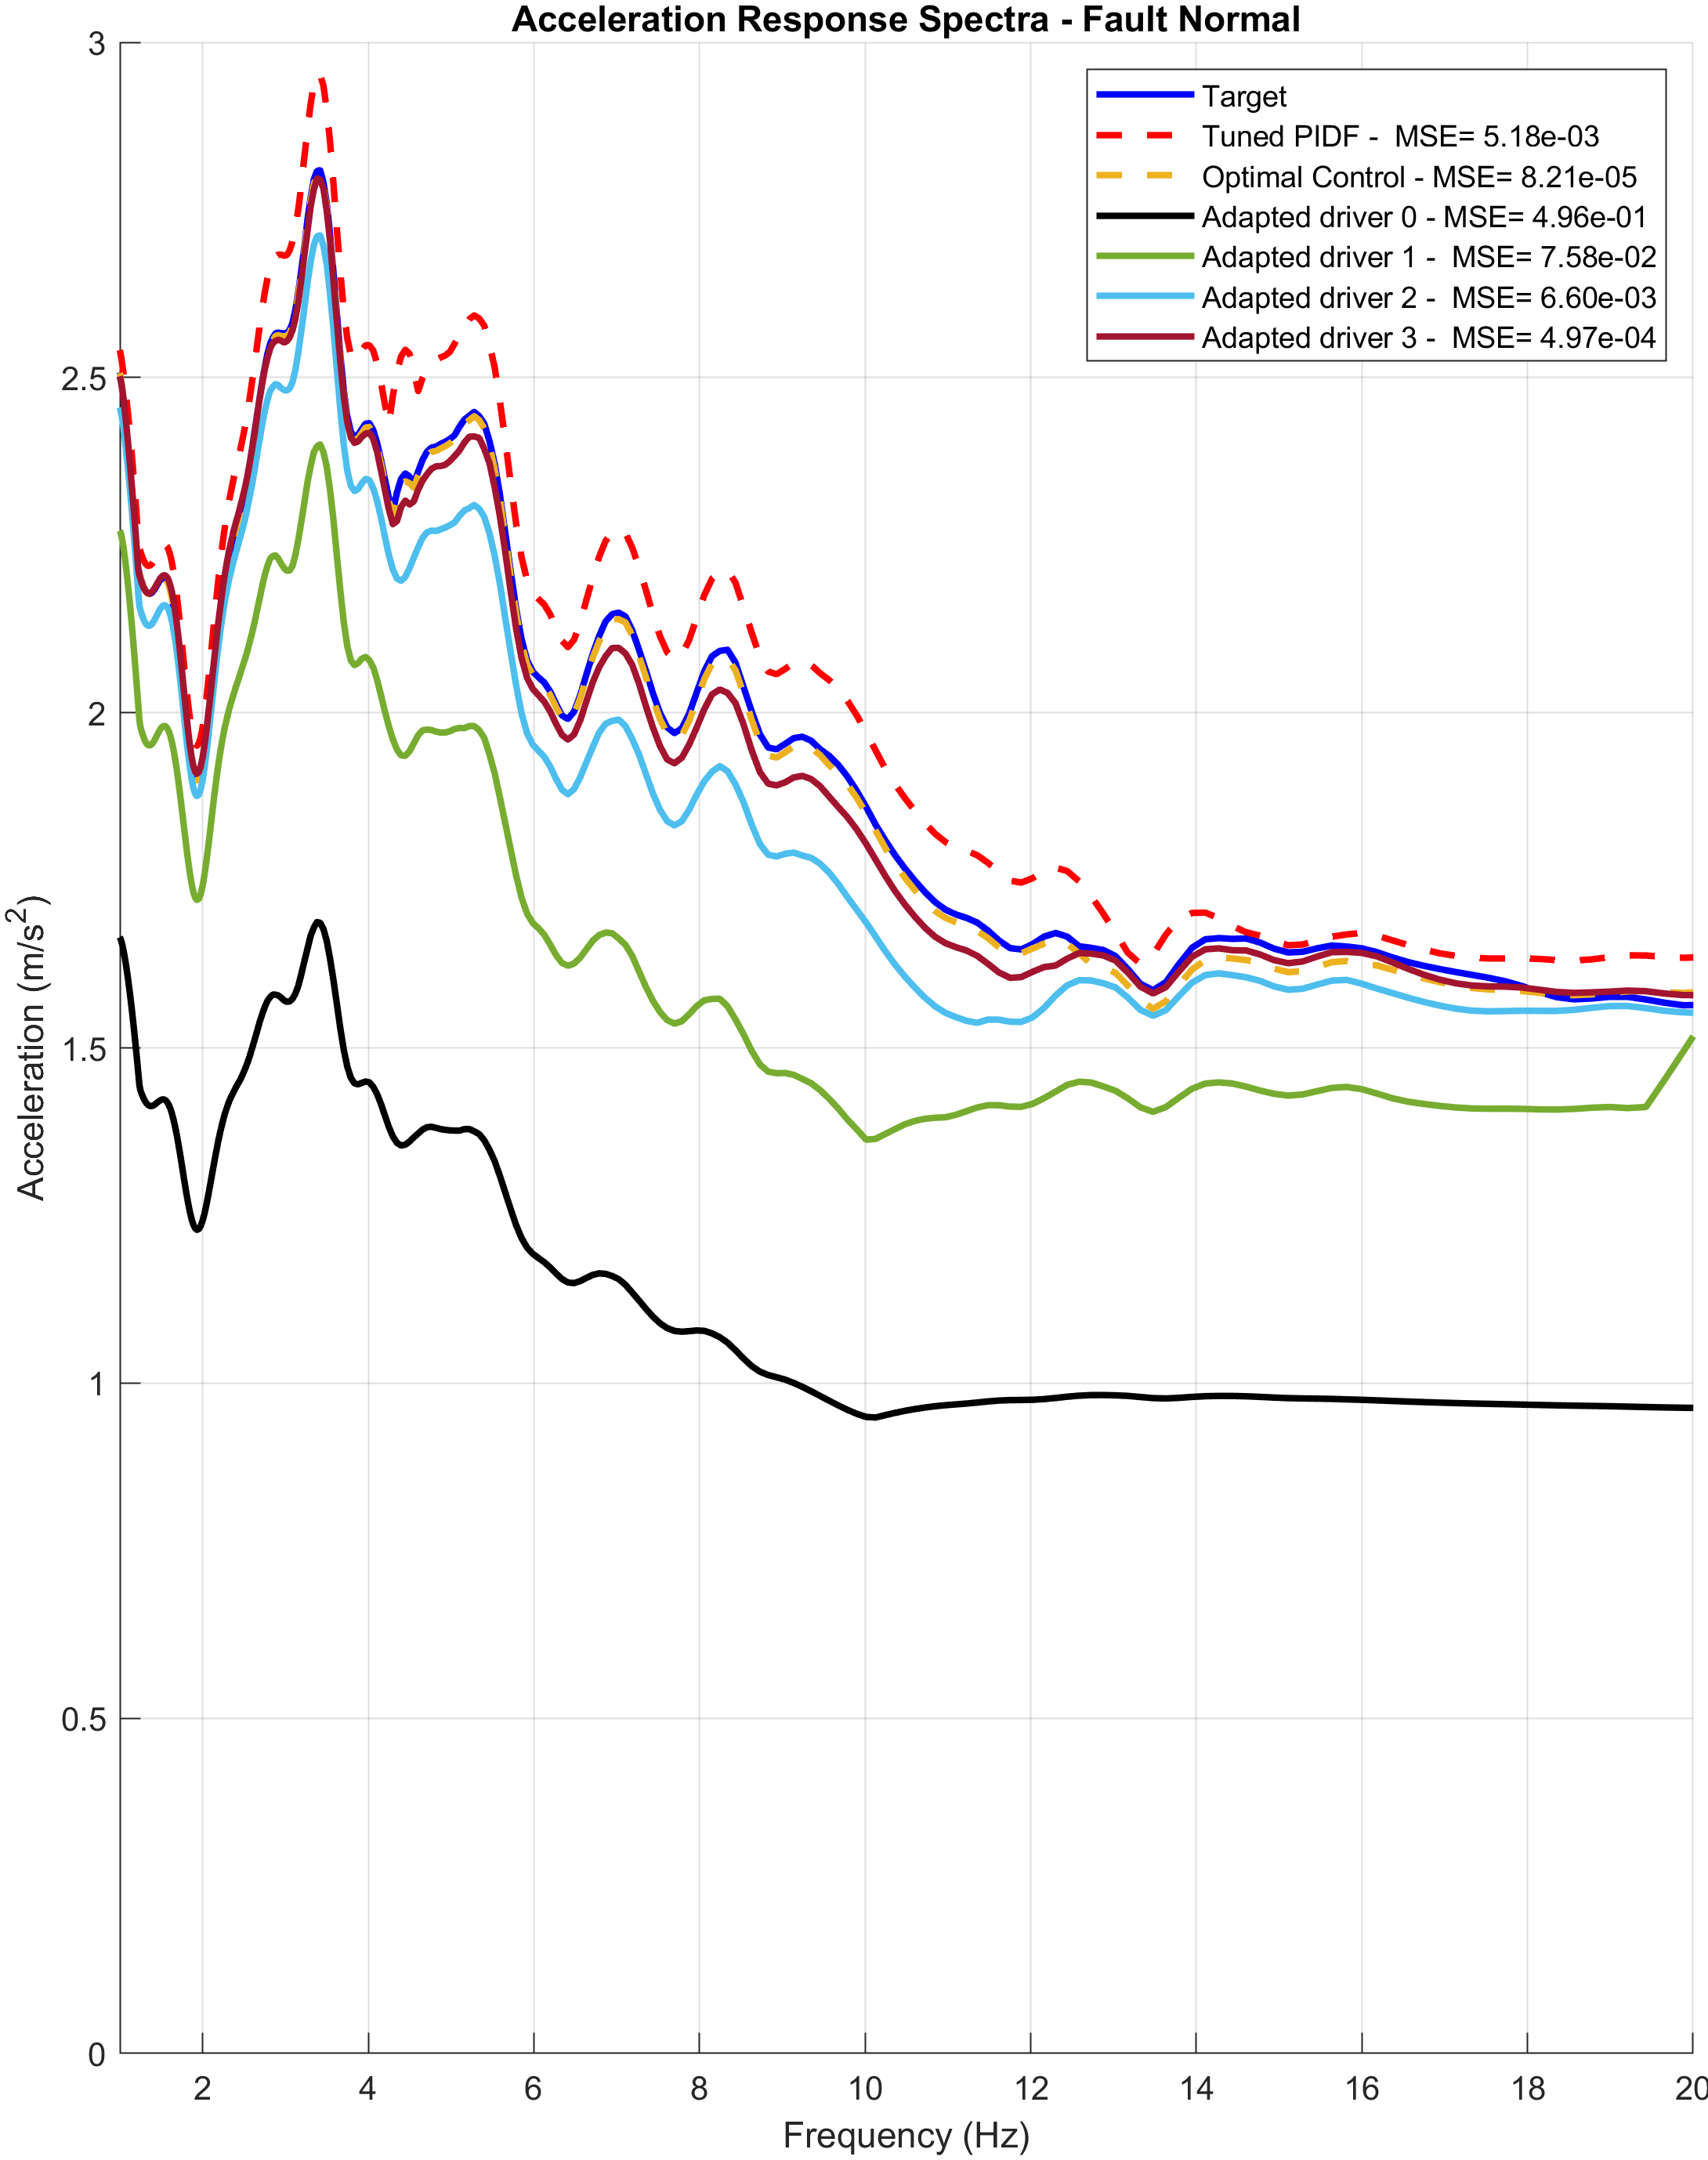 Acceleration Response Spectra - Fault Normal
Target
Tuned PIDF - MSE= 5.18e-03
Optimal Control - MSE= 8.21e-05
Adapted driver 0 - MSE= 4.96e-01
Adapted driver 1 - MSE= 7.58e-02
Adapted driver 2 - MSE= 6.60e-03
Adapted driver 3 - MSE= 4.97e-04
Acceleration (m/s²)
3
2.5
2
1.5
1
0.5
0
2 4 6 8 10 12 14 16 18 20
Frequency (Hz)